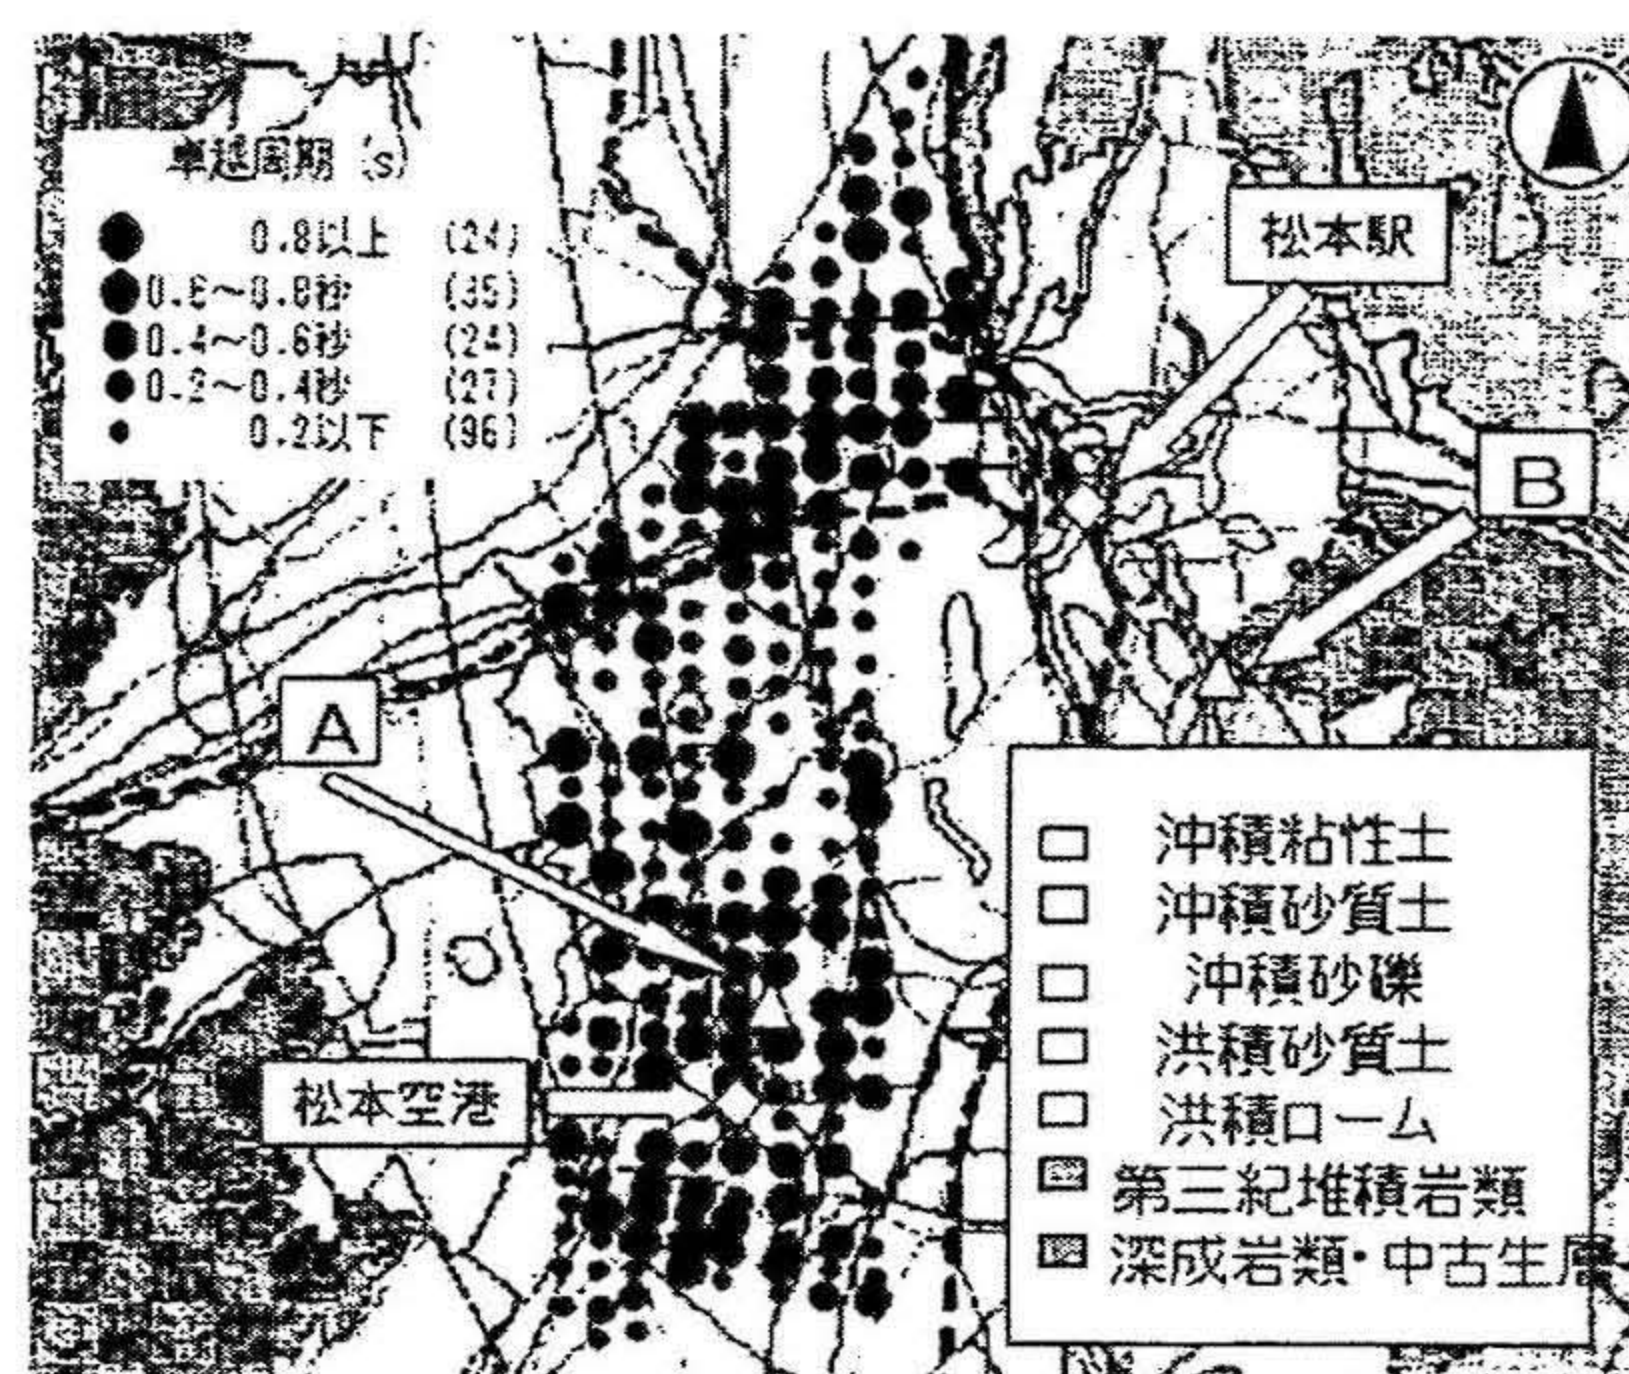 卓越周期(s)
0.8以上 (24)
0.6～0.8秒 (35)
0.4～0.6秒 (24)
0.2～0.4秒 (27)
0.2以下 (96)
松本駅
B
A
松本空港
沖積粘性土
沖積砂質土
沖積砂礫
洪積砂質土
洪積ローム
第三紀堆積岩類
深成岩類・中古生層